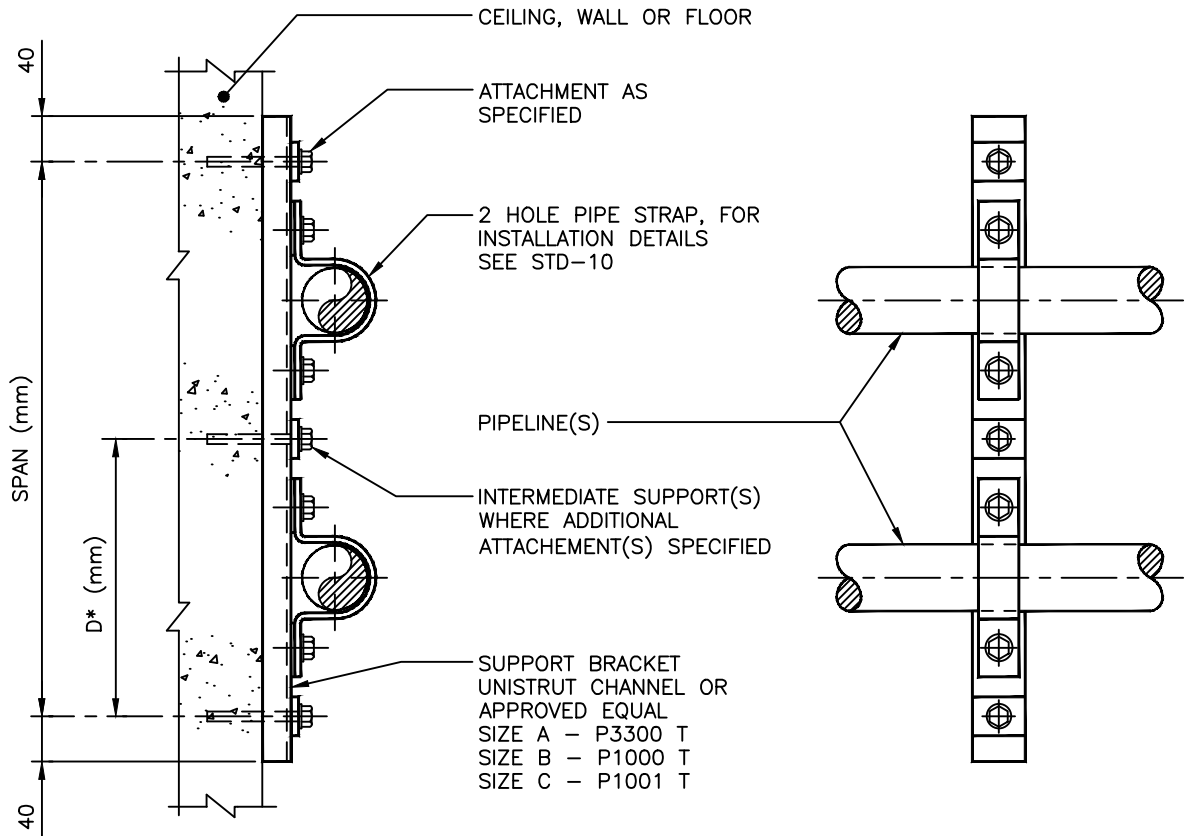 CEILING, WALL OR FLOOR
40
ATTACHMENT AS
SPECIFIED
2 HOLE PIPE STRAP, FOR
INSTALLATION DETAILS
SEE STD-10
SPAN (mm)
PIPELINE(S)
INTERMEDIATE SUPPORT(S)
WHERE ADDITIONAL
ATTACHEMENT(S) SPECIFIED
D* (mm)
SUPPORT BRACKET
UNISTRUT CHANNEL OR
APPROVED EQUAL
SIZE A - P3300 T
SIZE B - P1000 T
SIZE C - P1001 T
40